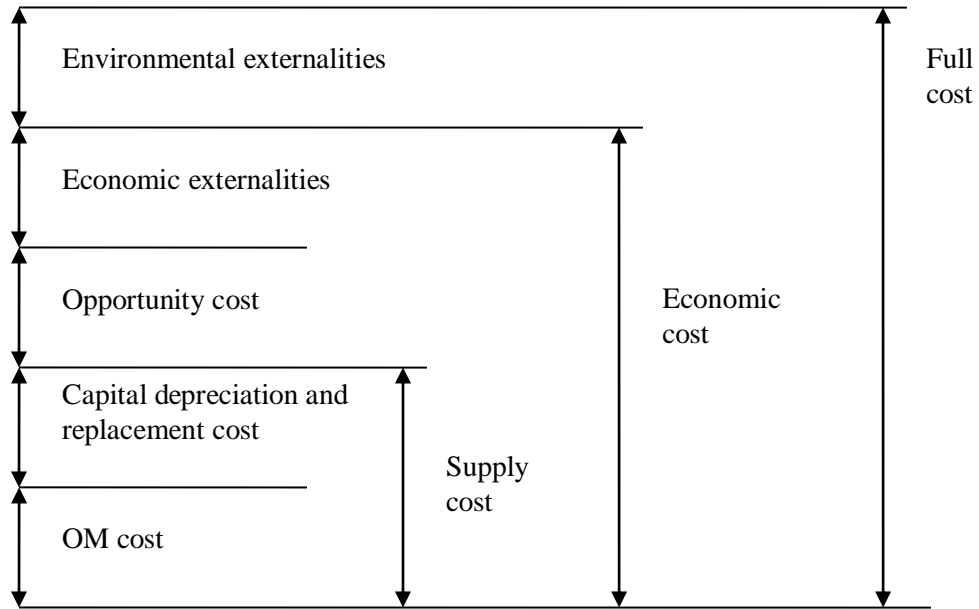 Environmental externalities
Full
cost
Economic externalities
Opportunity cost
Economic
cost
Capital depreciation and
replacement cost
Supply
cost
OM cost